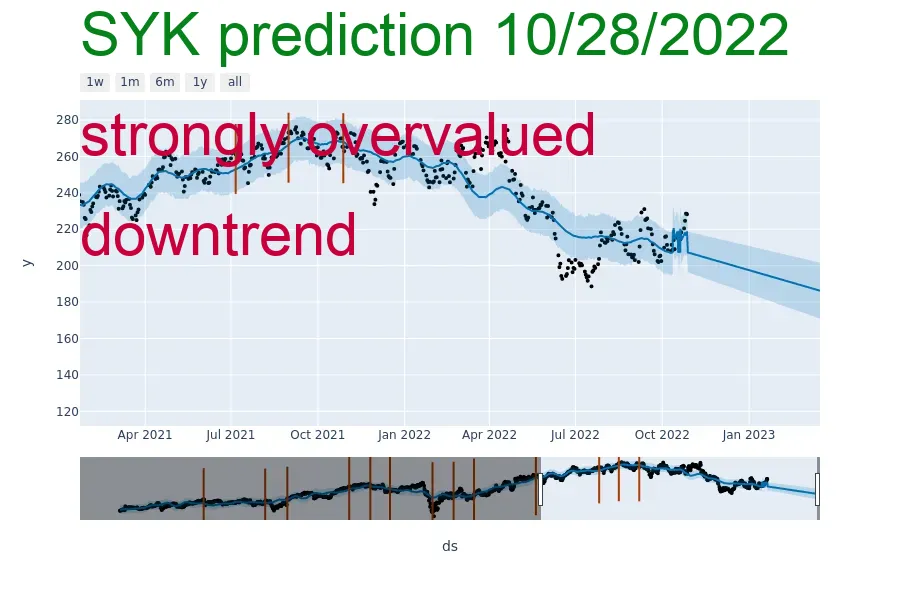 SYK prediction 10/28/2022
1w 1m 6m 1y all
strongly overvalued
downtrend
280
260
240
220
200
180
160
140
120
y
Apr 2021 Jul 2021 Oct 2021 Jan 2022 Apr 2022 Jul 2022 Oct 2022 Jan 2023
ds